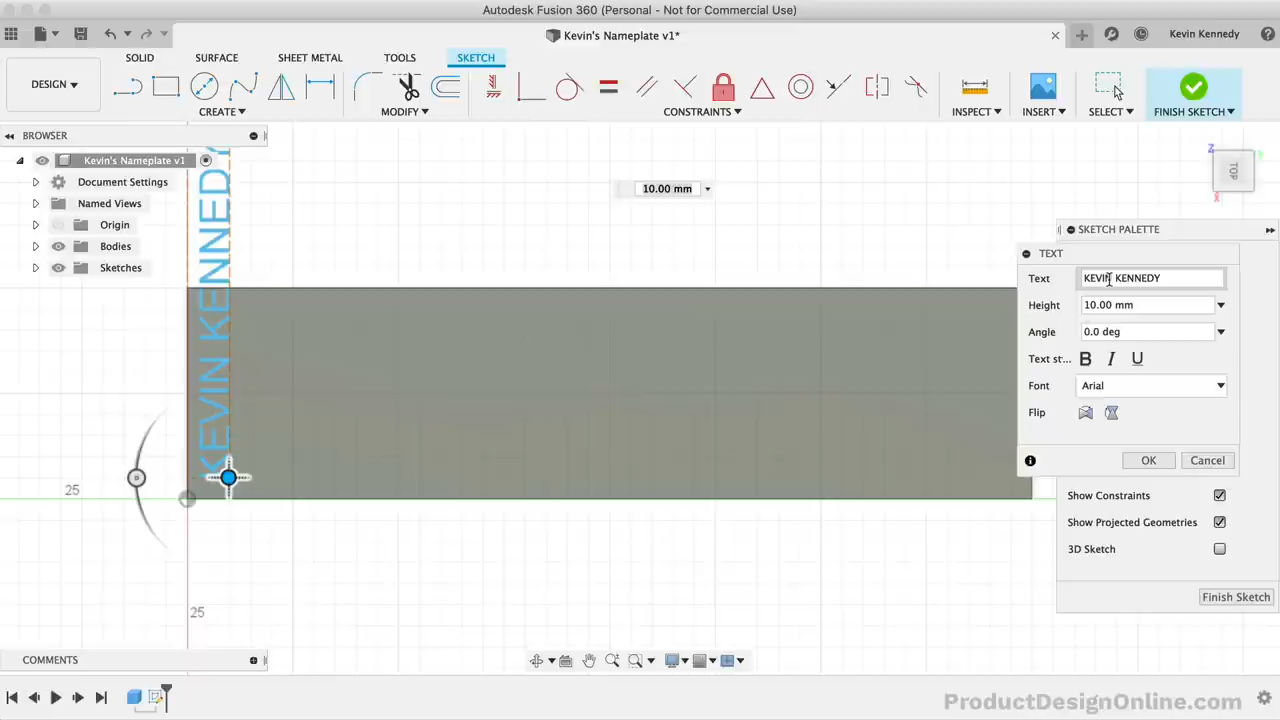 Autodesk Fusion 360 (Personal - Not for Commercial Use)
Kevin's Nameplate v1*
Kevin Kennedy
SOLID SURFACE SHEET METAL TOOLS SKETCH
DESIGN
CREATE MODIFY CONSTRAINTS INSPECT INSERT SELECT FINISH SKETCH
BROWSER
Kevin's Nameplate v1
Document Settings
Named Views
Origin
Bodies
Sketches
KEVIN KENNEDY
10.00 mm
Z
TOP
X
SKETCH PALETTE
TEXT
Text KEVIN KENNEDY
Height 10.00 mm
Angle 0.0 deg
Text st... B I U
Font Arial
Flip
OK Cancel
Show Constraints
Show Projected Geometries
3D Sketch
Finish Sketch
25
25
COMMENTS
ProductDesignOnline.com